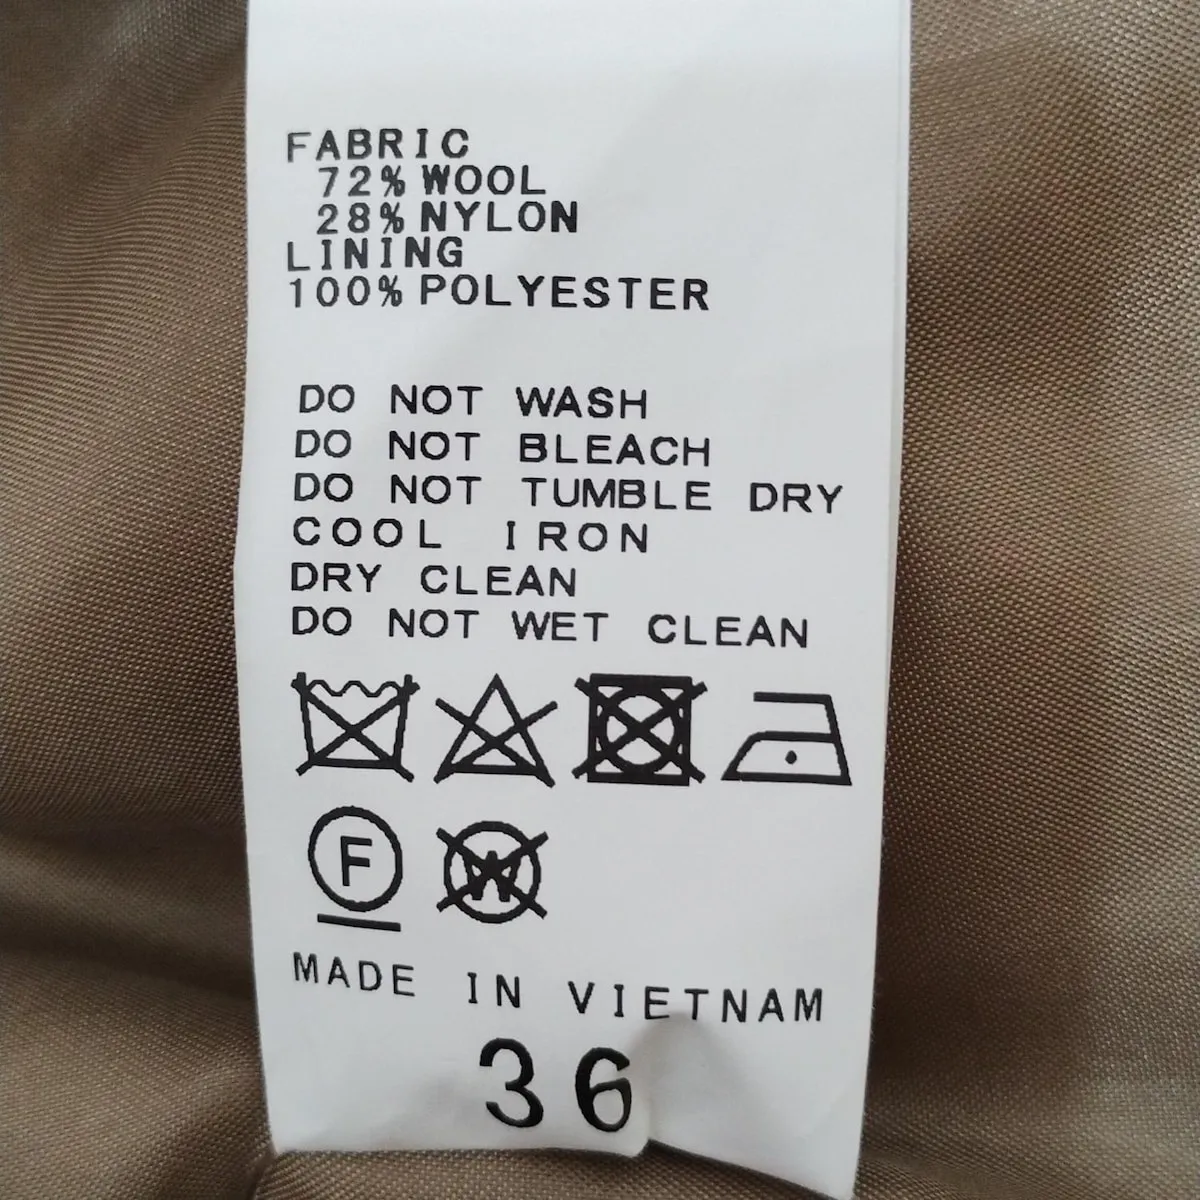 FABRIC
72% WOOL
28% NYLON
LINING
100% POLYESTER
DO NOT WASH
DO NOT BLEACH
DO NOT TUMBLE DRY
COOL IRON
DRY CLEAN
DO NOT WET CLEAN
F W
MADE IN VIETNAM
36